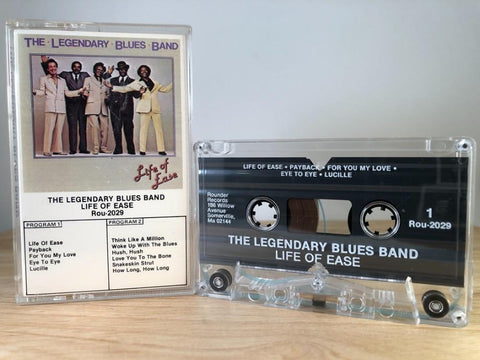 THE · LEGENDARY · BLUES · BAND
Life of
Ease
THE LEGENDARY BLUES BAND
LIFE OF EASE
Rou-2029
PROGRAM 1
Life Of Ease
Payback
For You My Love
Eye To Eye
Lucille
PROGRAM 2
Think Like A Million
Woke Up With The Blues
Hush, Hush
Love You To The Bone
Snakeskin Strut
How Long, How Long
LIFE OF EASE • PAYBACK • FOR YOU MY LOVE •
EYE TO EYE • LUCILLE
Rounder
Records
186 Willow
Avenue
Somerville,
Ma 02144
1
Rou-2029
THE LEGENDARY BLUES BAND
LIFE OF EASE